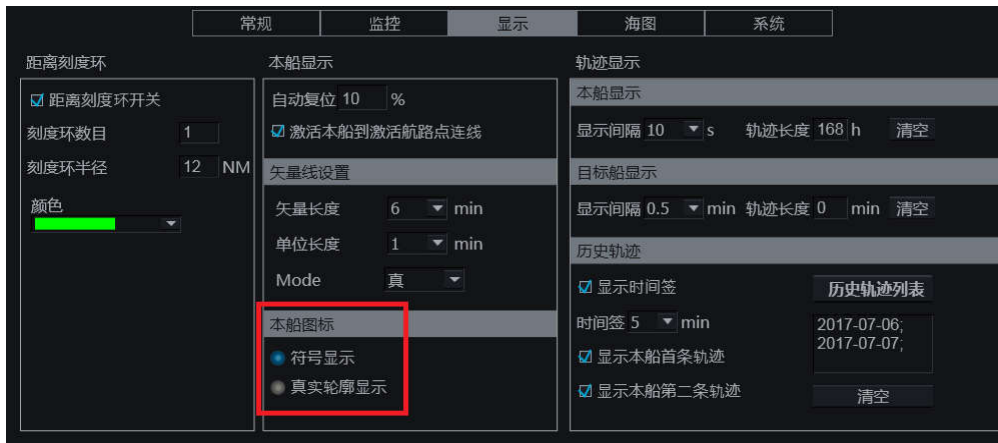 常规 监控 显示 海图 系统
距离刻度环
距离刻度环开关
刻度环数目 1
刻度环半径 12 NM
颜色
本船显示
自动复位 10 %
激活本船到激活航路点连线
矢量线设置
矢量长度 6 min
单位长度 1 min
Mode 真
本船图标
符号显示
真实轮廓显示
轨迹显示
本船显示
显示间隔 10 s 轨迹长度 168 h 清空
目标船显示
显示间隔 0.5 min 轨迹长度 0 min 清空
历史轨迹
显示时间签 历史轨迹列表
时间签 5 min
2017-07-06;
2017-07-07;
显示本船首条轨迹
显示本船第二条轨迹
清空